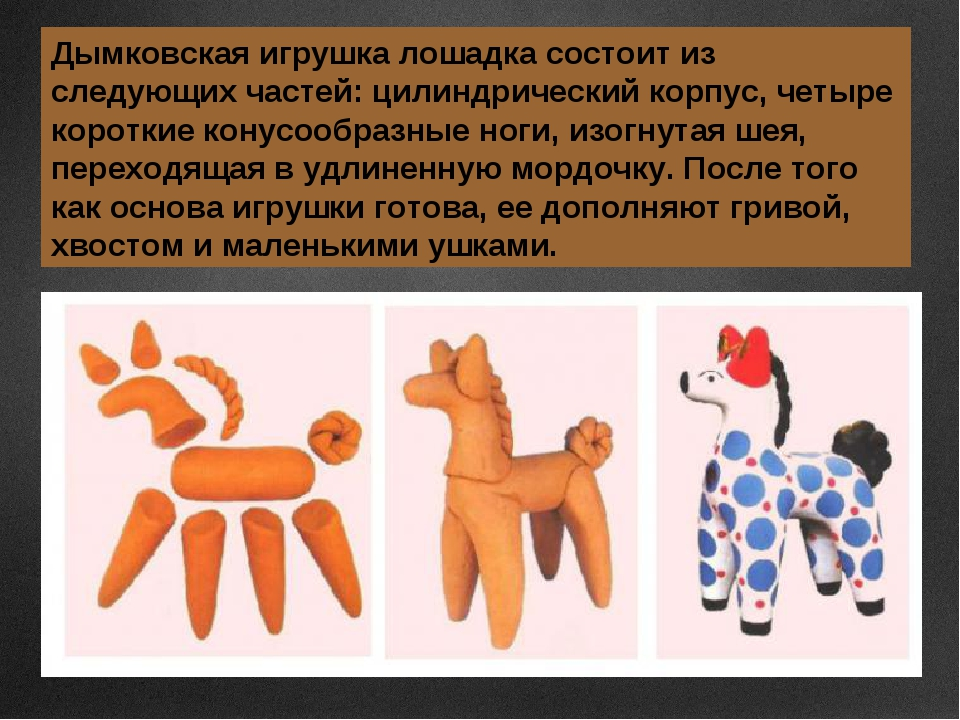 Дымковская игрушка лошадка состоит из
следующих частей: цилиндрический корпус, четыре
короткие конусообразные ноги, изогнутая шея,
переходящая в удлиненную мордочку. После того
как основа игрушки готова, ее дополняют гривой,
хвостом и маленькими ушками.